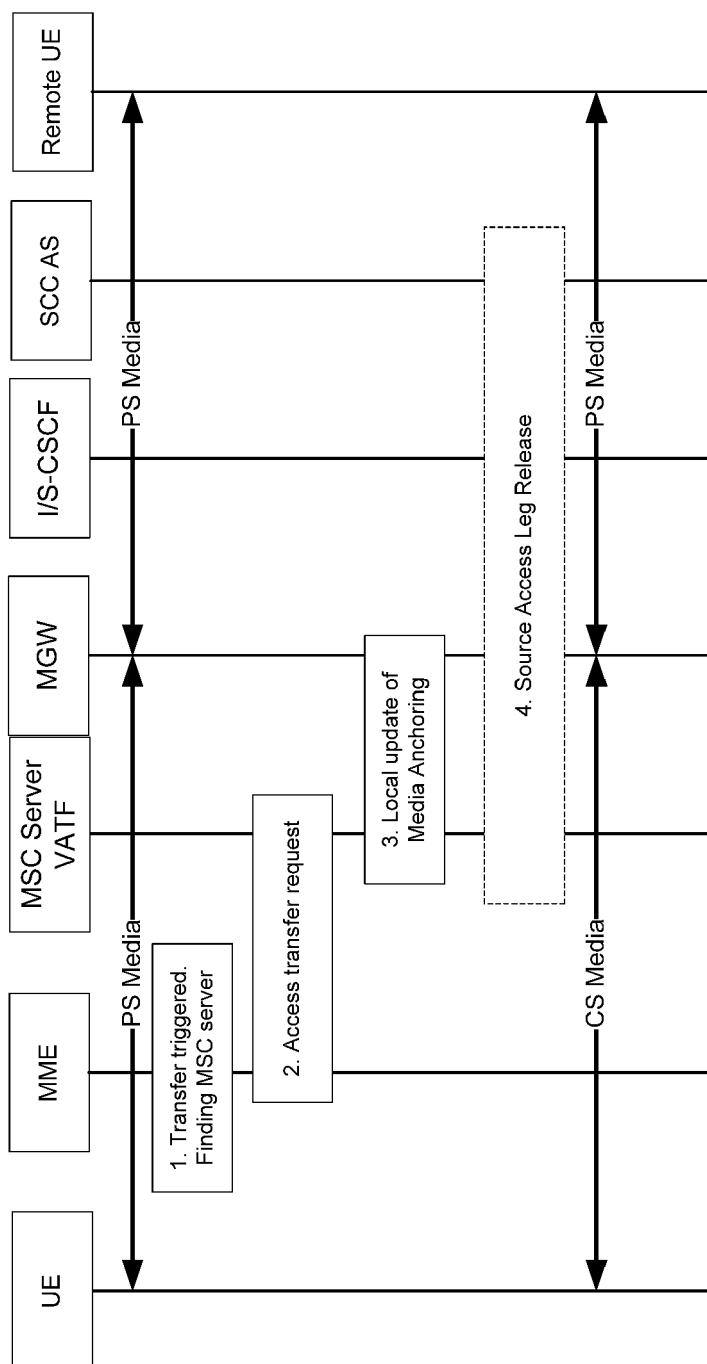 UE
MME
MSC Server
VATF
MGW
I/S-CSCF
SCC AS
Remote UE
PS Media
PS Media
1. Transfer triggered.
Finding MSC server
2. Access transfer request
3. Local update of
Media Anchoring
4. Source Access Leg Release
CS Media
PS Media